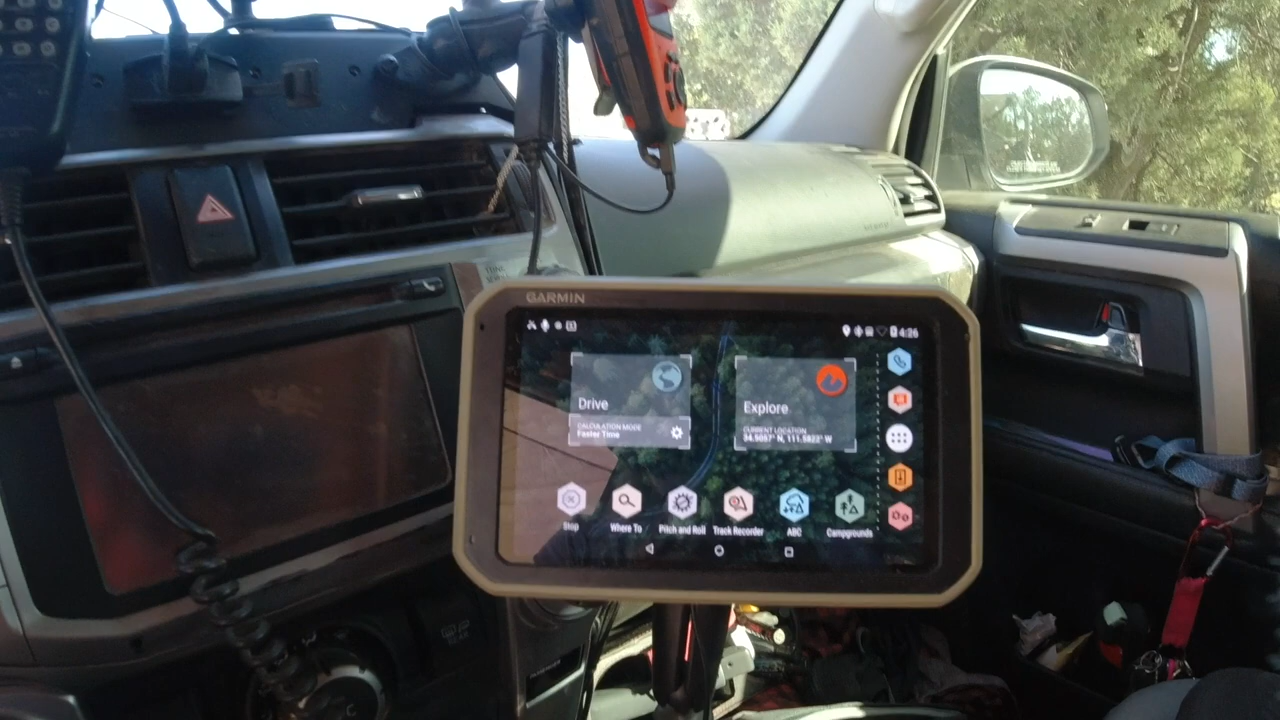 GARMIN
4:26
Drive
CALCULATION MODE
Faster Time
Explore
CURRENT LOCATION
34.5057° N, 111.5822° W
Stop
Where To
Pitch and Roll
Track Recorder
ABC
Campgrounds
C